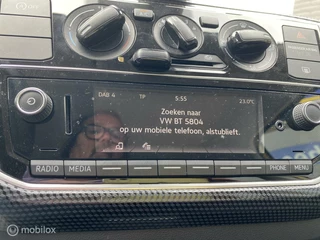 DAB 4 TP 5:55 23.0°C
Zoeken naar
VW BT 5804
op uw mobiele telefoon, alstublieft.
RADIO MEDIA PHONE MENU
mobilox